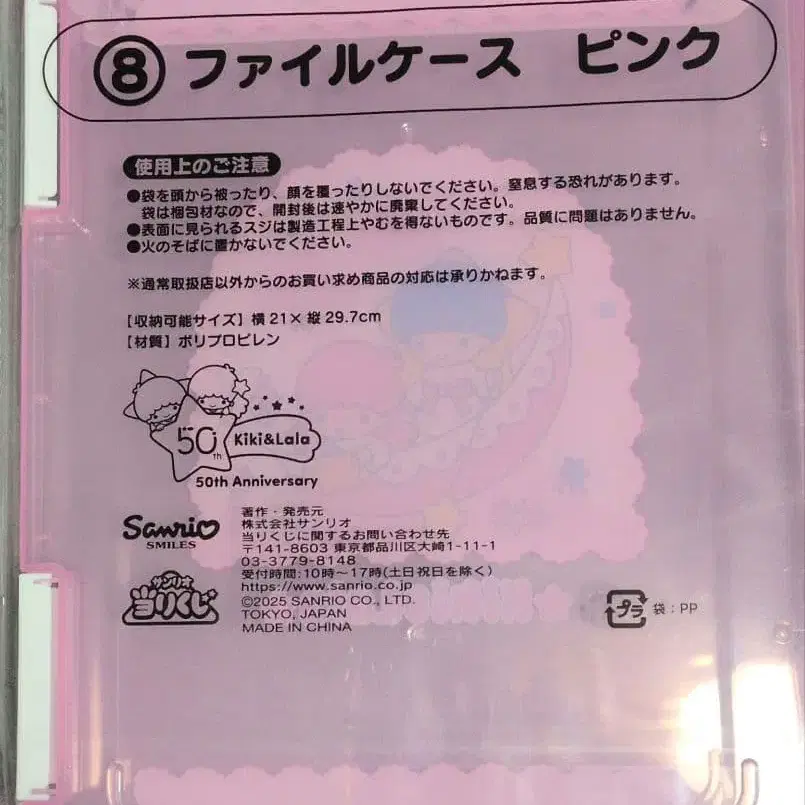 ⑧ファイルケース ピンク
使用上のご注意
●袋を頭から被ったり、顔を覆ったりしないでください。窒息する恐れがあります。
袋は梱包材なので、開封後は速やかに廃棄してください。
●表面に見られるスジは製造工程上やむを得ないものです。品質に問題はありません。
●火のそばに置かないでください。
※通常取扱店以外からのお買い求め商品の対応は承りかねます。
【収納可能サイズ】横21×縦29.7cm
【材質】ポリプロピレン
50th Kiki&Lala
50th Anniversary
Sanrio
SMILES
著作・発売元
株式会社サンリオ
当りくじに関するお問い合わせ先
〒141-8603 東京都品川区大崎1-11-1
03-3779-8148
受付時間:10時〜17時(土日祝日を除く)
https://www.sanrio.co.jp
©2025 SANRIO CO., LTD.
TOKYO, JAPAN
MADE IN CHINA
サンリオ
当りくじ
プラ 袋:PP